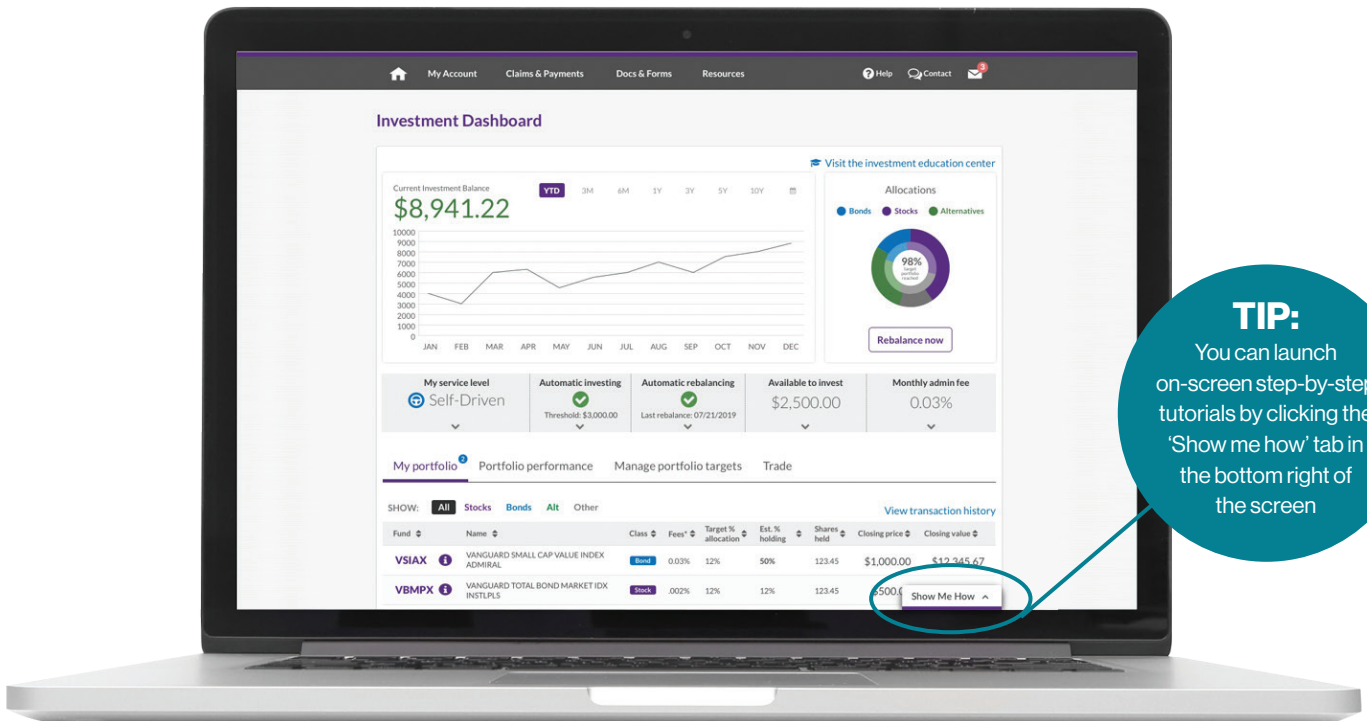 My Account Claims & Payments Docs & Forms Resources Help Contact 3
Investment Dashboard
Visit the investment education center
Current Investment Balance
$8,941.22
YTD 3M 6M 1Y 3Y 5Y 10Y
10000
9000
8000
7000
6000
5000
4000
3000
2000
1000
0
JAN FEB MAR APR MAY JUN JUL AUG SEP OCT NOV DEC
Allocations
Bonds Stocks Alternatives
98%
target
portfolio
reached
Rebalance now
My service level Automatic investing Automatic rebalancing Available to invest Monthly admin fee
Self-Driven $2,500.00 0.03%
Threshold: $3,000.00 Last rebalance: 07/21/2019
My portfolio 2 Portfolio performance Manage portfolio targets Trade
SHOW: All Stocks Bonds Alt Other
View transaction history
Fund Name Class Fees* Target % allocation Est. % holding Shares held Closing price Closing value
VSIAX VANGUARD SMALL CAP VALUE INDEX ADMIRAL Bond 0.03% 12% 50% 123.45 $1,000.00 $12,345.67
VBMPX VANGUARD TOTAL BOND MARKET IDX INSTLPLS Stock .002% 12% 12% 123.45 $500.0
Show Me How
TIP:
You can launch
on-screen step-by-step
tutorials by clicking the
‘Show me how’ tab in
the bottom right of
the screen